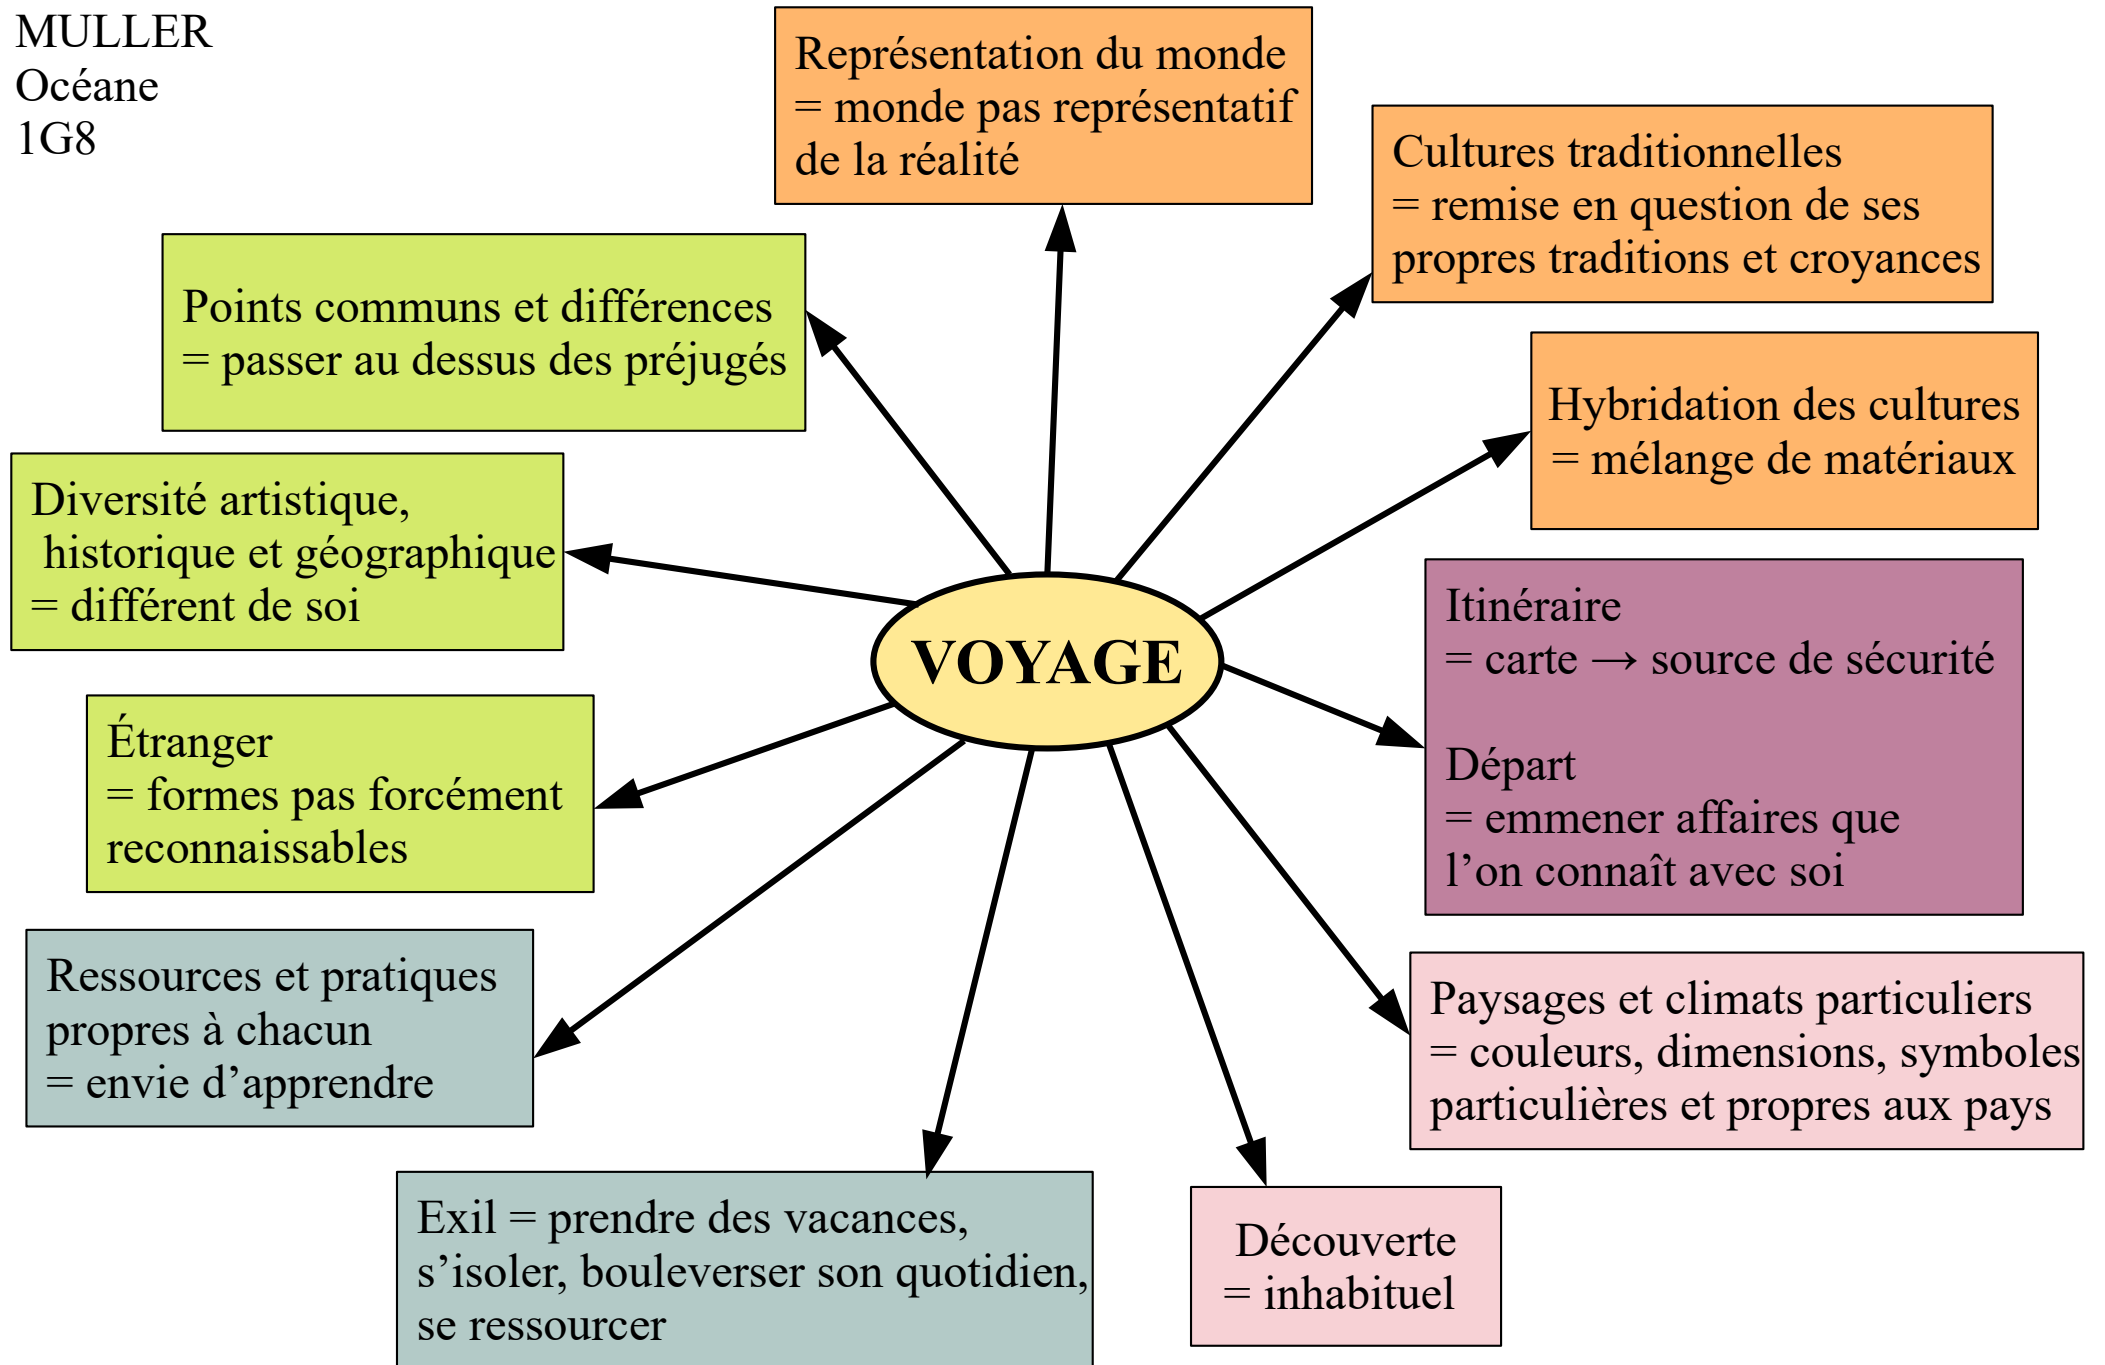 MULLER
Océane
1G8
Représentation du monde
= monde pas représentatif
de la réalité
Cultures traditionnelles
= remise en question de ses
propres traditions et croyances
Points communs et différences
= passer au dessus des préjugés
Hybridation des cultures
= mélange de matériaux
Diversité artistique,
historique et géographique
= différent de soi
VOYAGE
Itinéraire
= carte → source de sécurité
Départ
= emmener affaires que
l’on connaît avec soi
Étranger
= formes pas forcément
reconnaissables
Ressources et pratiques
propres à chacun
= envie d’apprendre
Paysages et climats particuliers
= couleurs, dimensions, symboles
particulières et propres aux pays
Exil = prendre des vacances,
s’isoler, bouleverser son quotidien,
se ressourcer
Découverte
= inhabituel